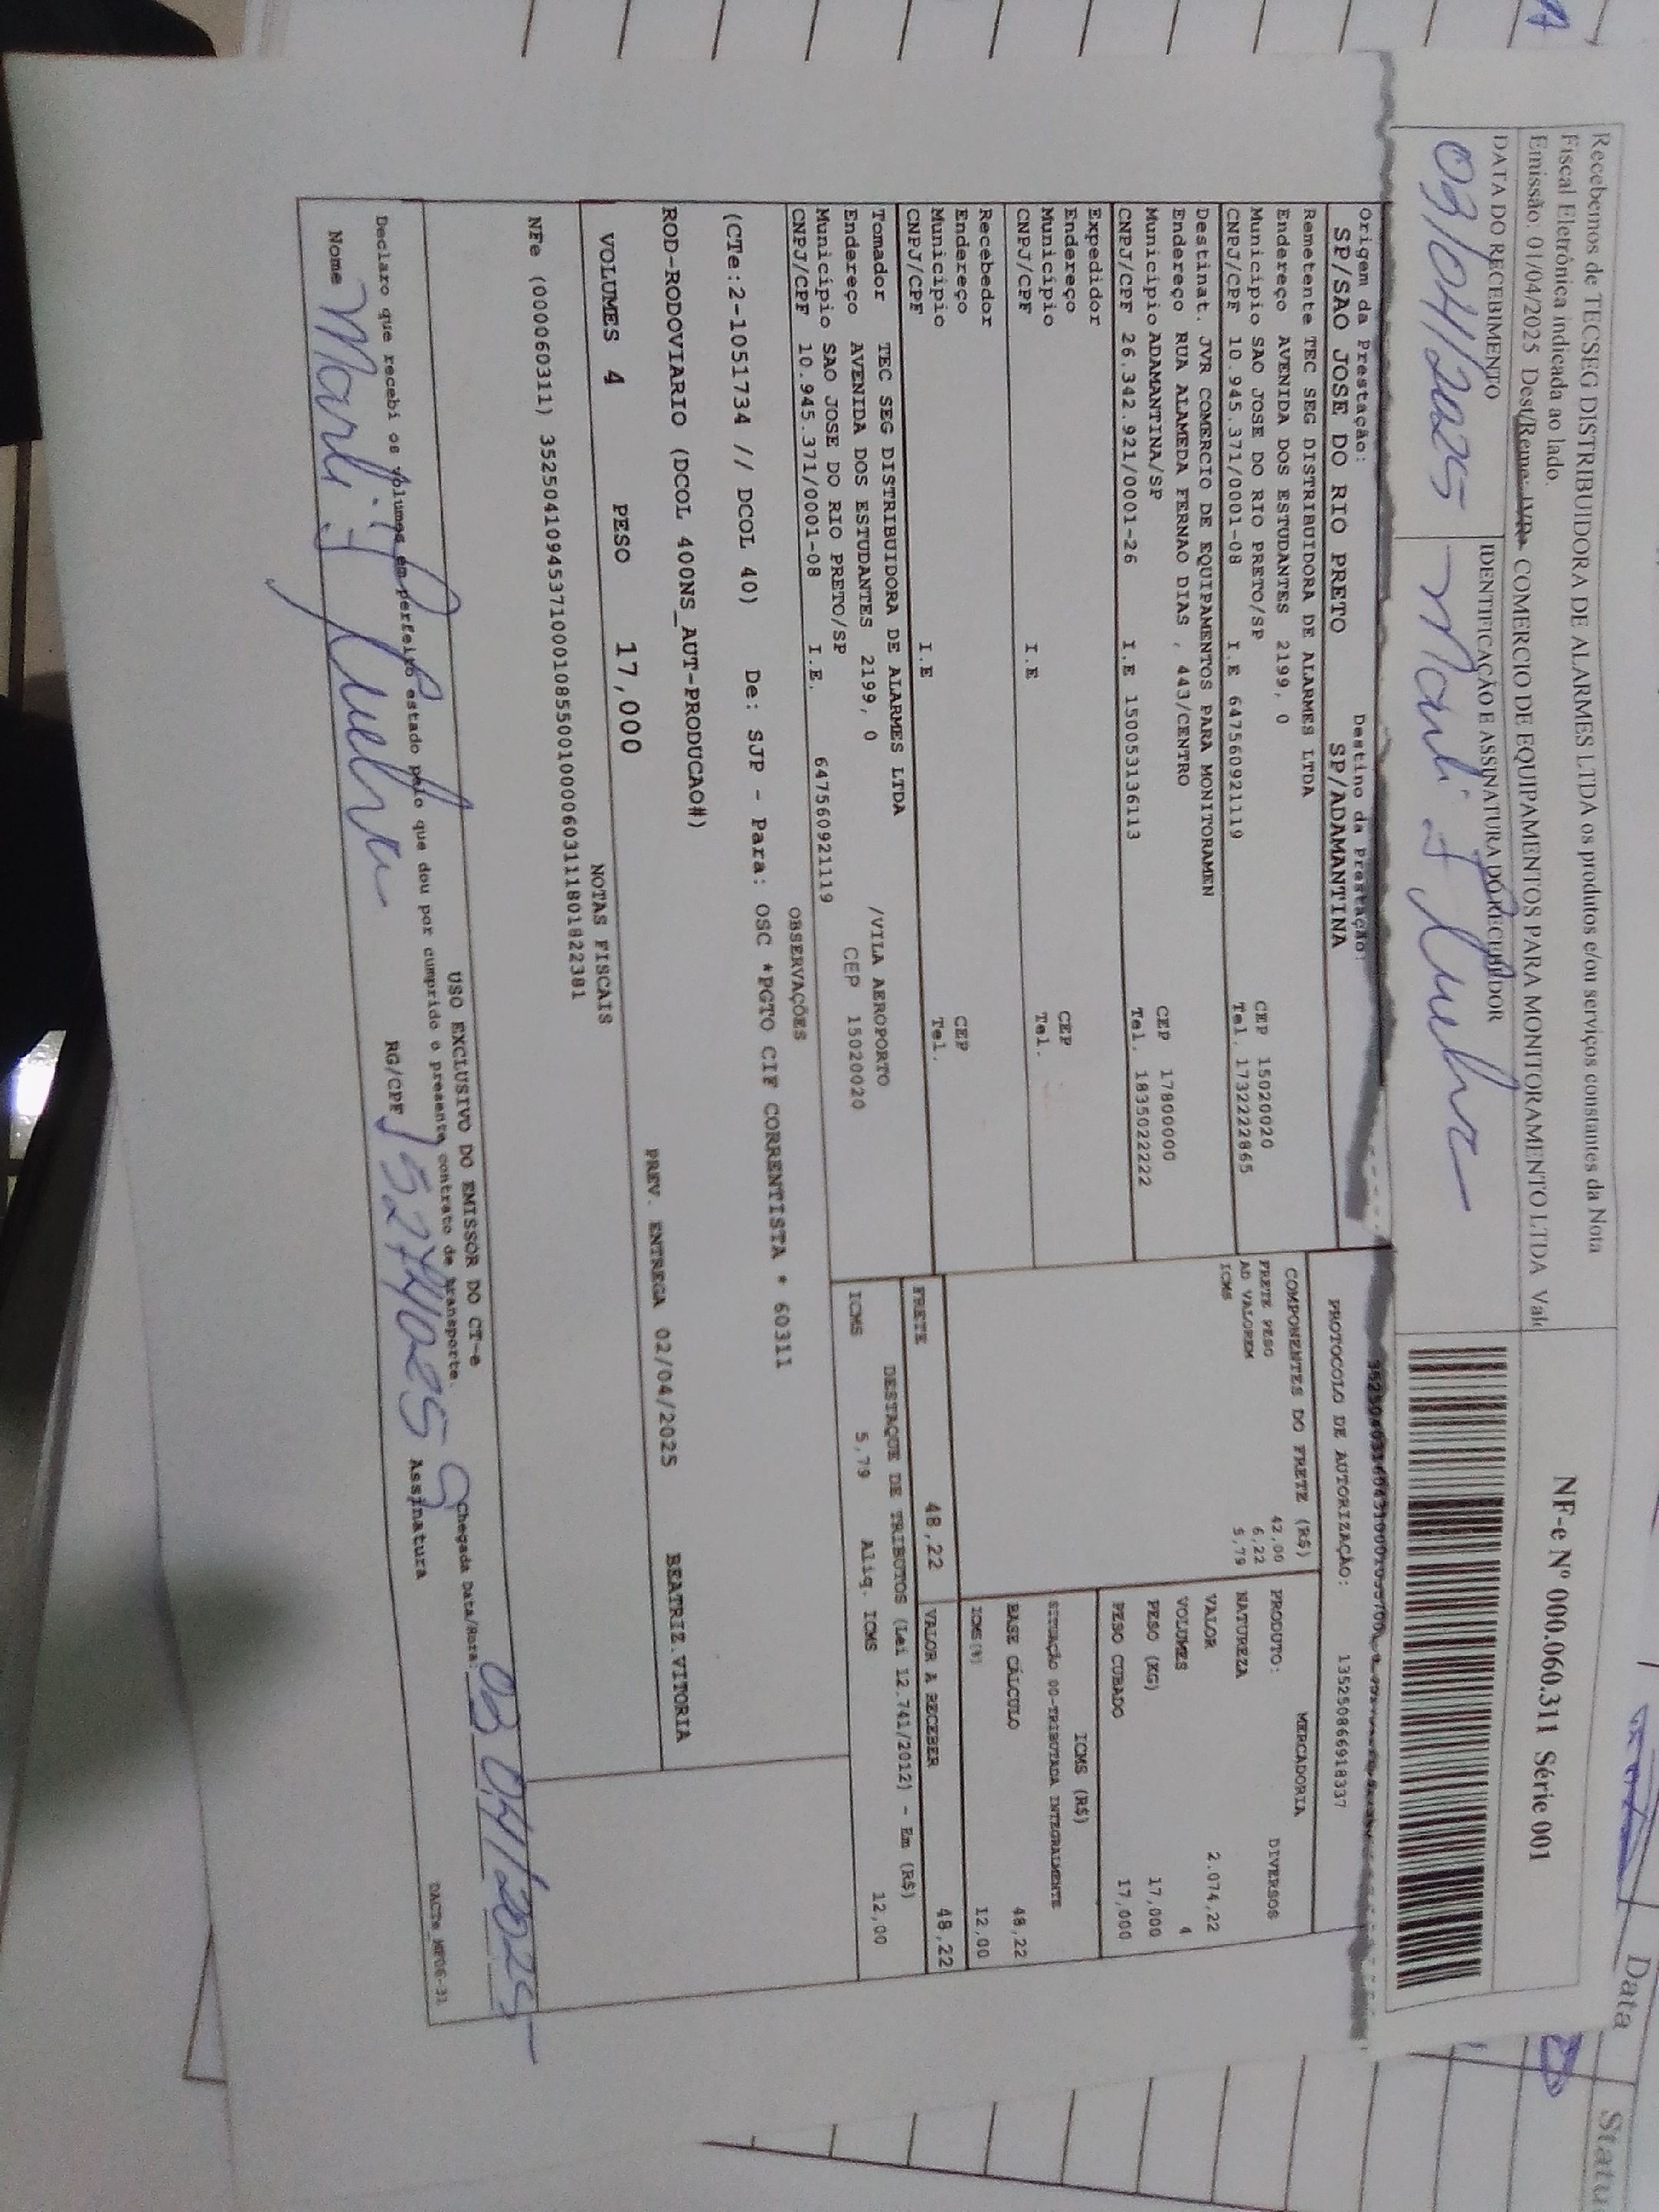 Recebemos de TECSEG DISTRIBUIDORA DE ALARMES LTDA os produtos e/ou serviços constantes da Nota
Fiscal Eletrônica indicada ao lado.
Emissão: 01/04/2025 Dest/Reme: JVR COMERCIO DE EQUIPAMENTOS PARA MONITORAMENTO LTDA
DATA DO RECEBIMENTO
03/04/2025
IDENTIFICAÇÃO E ASSINATURA DO RECEBEDOR
Marli
NF-e Nº 000.060.311 Série 001
Data
Origem da Prestação:
SP/SAO JOSE DO RIO PRETO
Destino da Prestação:
SP/ADAMANTINA
PROTOCOLO DE AUTORIZAÇÃO: 135250866918337
Remetente TEC SEG DISTRIBUIDORA DE ALARMES LTDA
Endereço AVENIDA DOS ESTUDANTES 2199, 0
Município SAO JOSE DO RIO PRETO/SP CEP 15020020
CNPJ/CPF 10.945.371/0001-08 I.E 647560921119 Tel. 1732222865
Destinat. JVR COMERCIO DE EQUIPAMENTOS PARA MONITORAMEN
Endereço RUA ALAMEDA FERNAO DIAS , 443/CENTRO
Município ADAMANTINA/SP CEP 17800000
CNPJ/CPF 26.342.921/0001-26 I.E 150053136113 Tel. 1835022222
Expedidor
Endereço
Município CEP
CNPJ/CPF I.E Tel.
Recebedor
Endereço
Município CEP
CNPJ/CPF I.E Tel.
Tomador TEC SEG DISTRIBUIDORA DE ALARMES LTDA
Endereço AVENIDA DOS ESTUDANTES 2199, 0 /VILA AEROPORTO
Município SAO JOSE DO RIO PRETO/SP CEP 15020020
CNPJ/CPF 10.945.371/0001-08 I.E. 647560921119
COMPONENTES DO FRETE (R$)
FRETE PESO 42,00
AD VALOREM 6,22
ICMS 5,79
MERCADORIA
PRODUTO: DIVERSOS
NATUREZA
VALOR 2.074,22
VOLUMES 4
PESO (KG) 17,000
PESO CUBADO 17,000
ICMS (R$)
SITUAÇÃO 00-TRIBUTADA INTEGRALMENTE
BASE CÁLCULO 48,22
ICMS(%) 12,00
FRETE 48,22
VALOR A RECEBER 48,22
DESTAQUE DE TRIBUTOS (Lei 12.741/2012) - Em (R$)
ICMS 5,79 Aliq. ICMS 12,00
OBSERVAÇÕES
(CTe:2-1051734 // DCOL 40) De: SJP - Para: OSC *PGTO CIF CORRENTISTA * 60311
ROD-RODOVIARIO (DCOL 400NS_AUT-PRODUCAO#)
PREV. ENTREGA 02/04/2025 BEATRIZ.VITORIA
VOLUMES 4 PESO 17,000
NOTAS FISCAIS
NFe (000060311) 35250410945371000108550010000603111801822381
USO EXCLUSIVO DO EMISSOR DO CT-e
Declaro que recebi os volumes em perfeito estado pelo que dou por cumprido o presente contrato de transporte.
Chegada Data/Hora: 03/04/2025
Nome Marli
RG/CPF
Assinatura